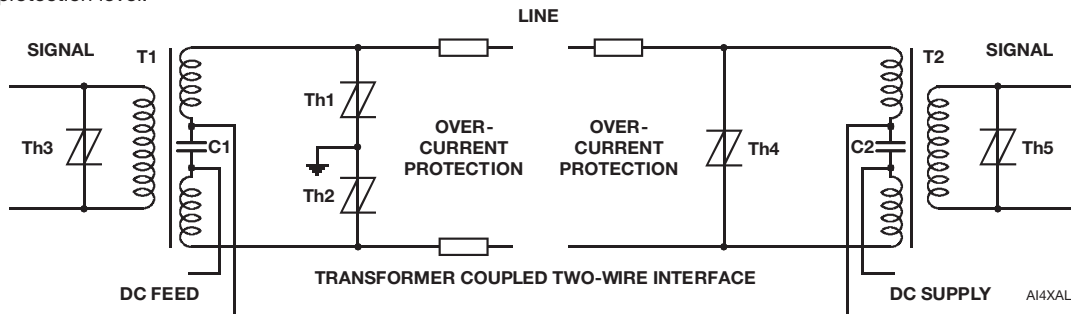 protection level.
LINE
SIGNAL
T1
T2
SIGNAL
Th1
Th3
OVER-
CURRENT
PROTECTION
OVER-
CURRENT
PROTECTION
C1
Th4
C2
Th5
Th2
TRANSFORMER COUPLED TWO-WIRE INTERFACE
DC FEED
DC SUPPLY
AI4XAL